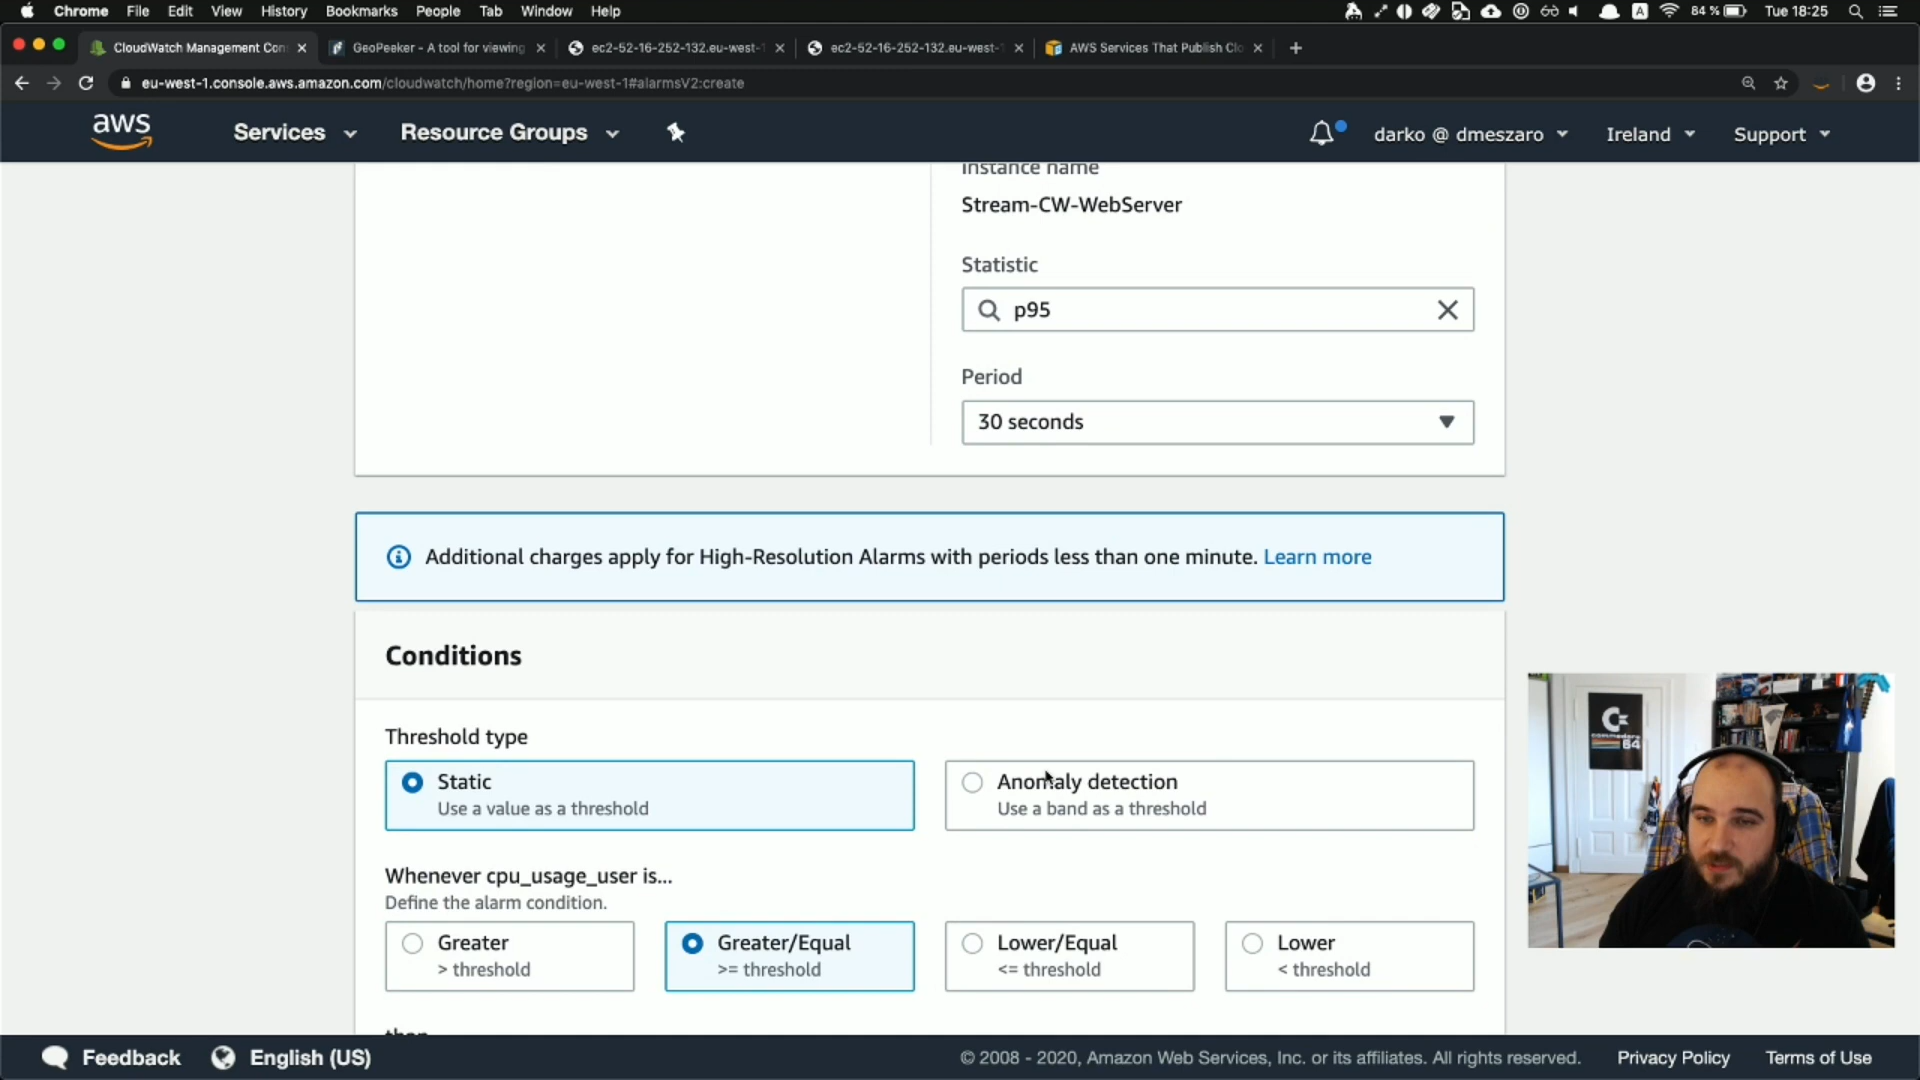 Chrome File Edit View History Bookmarks People Tab Window Help 84 % Tue 18:25
CloudWatch Management Con
GeoPeeker - A tool for viewing
ec2-52-16-252-132.eu-west-1
ec2-52-16-252-132.eu-west-1
AWS Services That Publish Clo
eu-west-1.console.aws.amazon.com/cloudwatch/home?region=eu-west-1#alarmsV2:create
aws Services Resource Groups darko @ dmeszaro Ireland Support
Instance name
Stream-CW-WebServer
Statistic
p95
Period
30 seconds
Additional charges apply for High-Resolution Alarms with periods less than one minute. Learn more
Conditions
Threshold type
Static
Use a value as a threshold
Anomaly detection
Use a band as a threshold
Whenever cpu_usage_user is...
Define the alarm condition.
Greater
> threshold
Greater/Equal
>= threshold
Lower/Equal
<= threshold
Lower
< threshold
than
commodore
64
Feedback English (US) © 2008 - 2020, Amazon Web Services, Inc. or its affiliates. All rights reserved. Privacy Policy Terms of Use